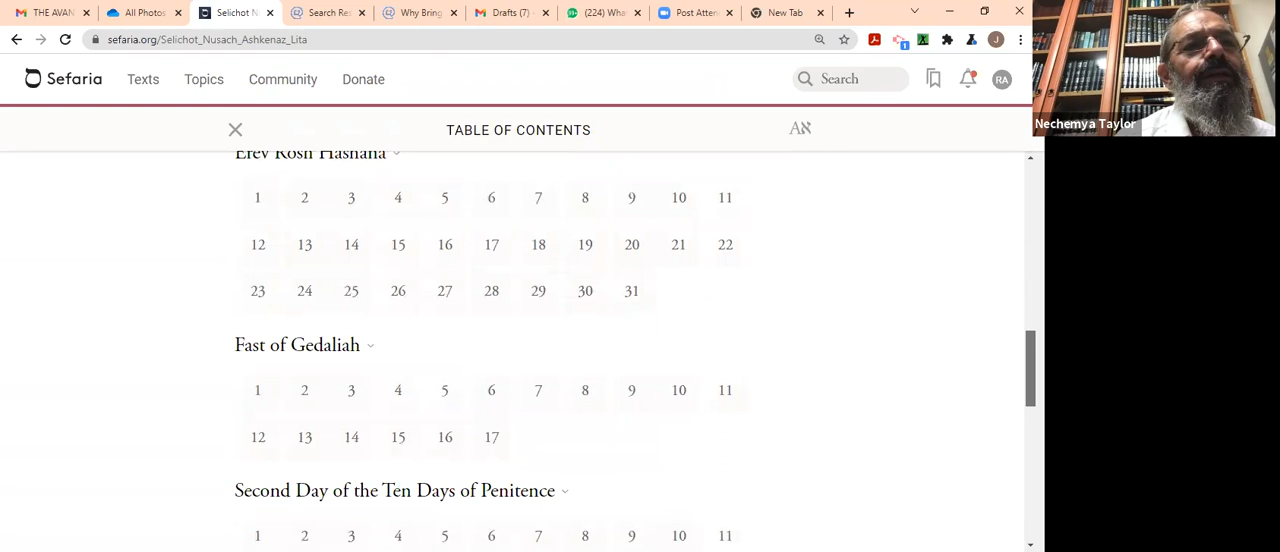 THE AVAN
All Photos
Selichot N
Search Res
Why Bring
Drafts (7) -
(224) Wha
Post Atten
New Tab
sefaria.org/Selichot_Nusach_Ashkenaz_Lita
J
Sefaria Texts Topics Community Donate
Search
RA
Nechemya Taylor
TABLE OF CONTENTS
Aא
Erev Rosh Hashana
1 2 3 4 5 6 7 8 9 10 11
12 13 14 15 16 17 18 19 20 21 22
23 24 25 26 27 28 29 30 31
Fast of Gedaliah
1 2 3 4 5 6 7 8 9 10 11
12 13 14 15 16 17
Second Day of the Ten Days of Penitence
1 2 3 4 5 6 7 8 9 10 11